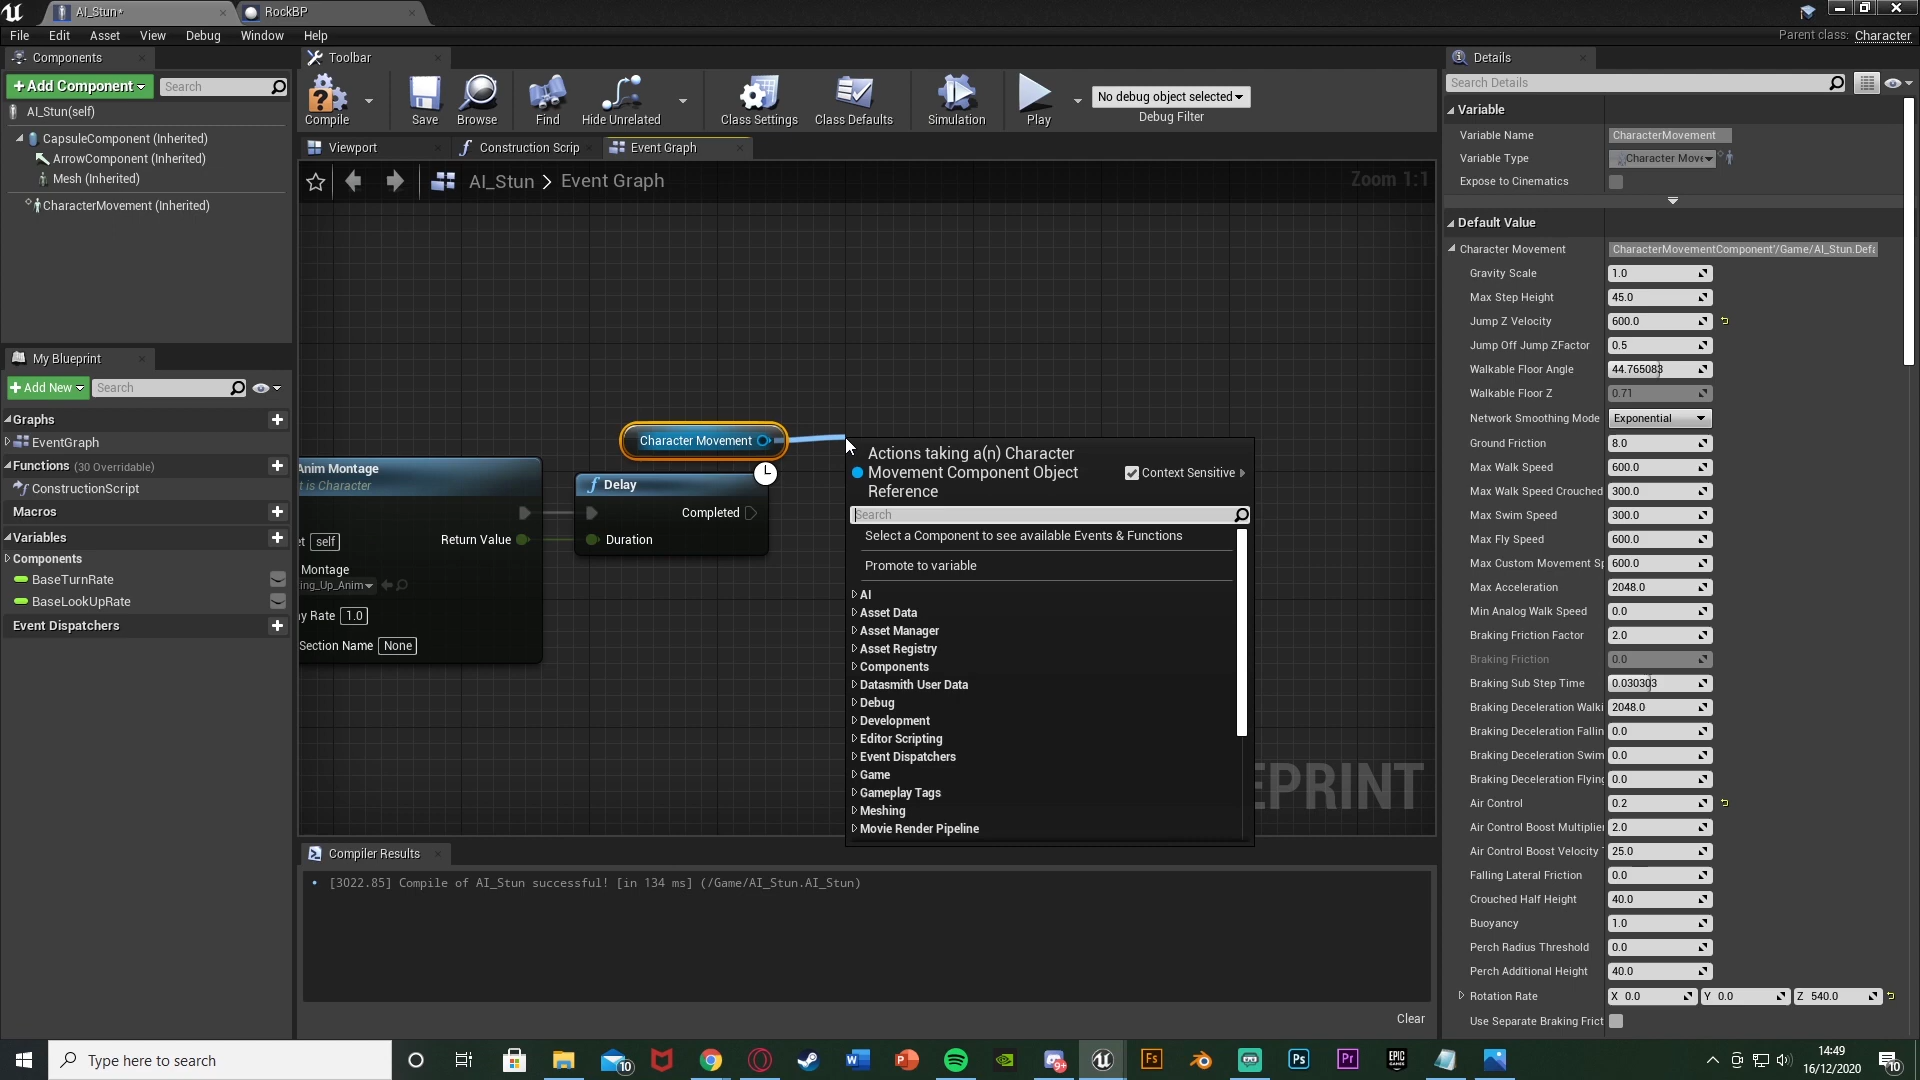 AI_Stun*
RockBP
File Edit Asset View Debug Window Help
Parent class: Character
Components
Toolbar
Details
+Add Component
Search
Compile
Save
Browse
Find
Hide Unrelated
Class Settings
Class Defaults
Simulation
Play
No debug object selected
Debug Filter
Search Details
AI_Stun(self)
CapsuleComponent (Inherited)
ArrowComponent (Inherited)
Mesh (Inherited)
CharacterMovement (Inherited)
Viewport
Construction Scrip
Event Graph
AI_Stun > Event Graph
Zoom 1:1
My Blueprint
+Add New
Search
Graphs
EventGraph
Functions (30 Overridable)
ConstructionScript
Macros
Variables
Components
BaseTurnRate
BaseLookUpRate
Event Dispatchers
Character Movement
Anim Montage
t is Character
et self
Return Value
Montage
ing_Up_Anim
ay Rate 1.0
Section Name None
Delay
Completed
Duration
Actions taking a(n) Character
Movement Component Object
Reference
Context Sensitive
Search
Select a Component to see available Events & Functions
Promote to variable
AI
Asset Data
Asset Manager
Asset Registry
Components
Datasmith User Data
Debug
Development
Editor Scripting
Event Dispatchers
Game
Gameplay Tags
Meshing
Movie Render Pipeline
EPRINT
Compiler Results
• [3022.85] Compile of AI_Stun successful! [in 134 ms] (/Game/AI_Stun.AI_Stun)
Clear
Variable
Variable Name CharacterMovement
Variable Type Character Move
Expose to Cinematics
Default Value
Character Movement CharacterMovementComponent'/Game/AI_Stun.Defa
Gravity Scale 1.0
Max Step Height 45.0
Jump Z Velocity 600.0
Jump Off Jump ZFactor 0.5
Walkable Floor Angle 44.765083
Walkable Floor Z 0.71
Network Smoothing Mode Exponential
Ground Friction 8.0
Max Walk Speed 600.0
Max Walk Speed Crouched 300.0
Max Swim Speed 300.0
Max Fly Speed 600.0
Max Custom Movement Sp 600.0
Max Acceleration 2048.0
Min Analog Walk Speed 0.0
Braking Friction Factor 2.0
Braking Friction 0.0
Braking Sub Step Time 0.030303
Braking Deceleration Walki 2048.0
Braking Deceleration Fallin 0.0
Braking Deceleration Swim 0.0
Braking Deceleration Flying 0.0
Air Control 0.2
Air Control Boost Multiplier 2.0
Air Control Boost Velocity T 25.0
Falling Lateral Friction 0.0
Crouched Half Height 40.0
Buoyancy 1.0
Perch Radius Threshold 0.0
Perch Additional Height 40.0
Rotation Rate X 0.0 Y 0.0 Z 540.0
Use Separate Braking Frict
Type here to search
10
9+
14:49
16/12/2020
10